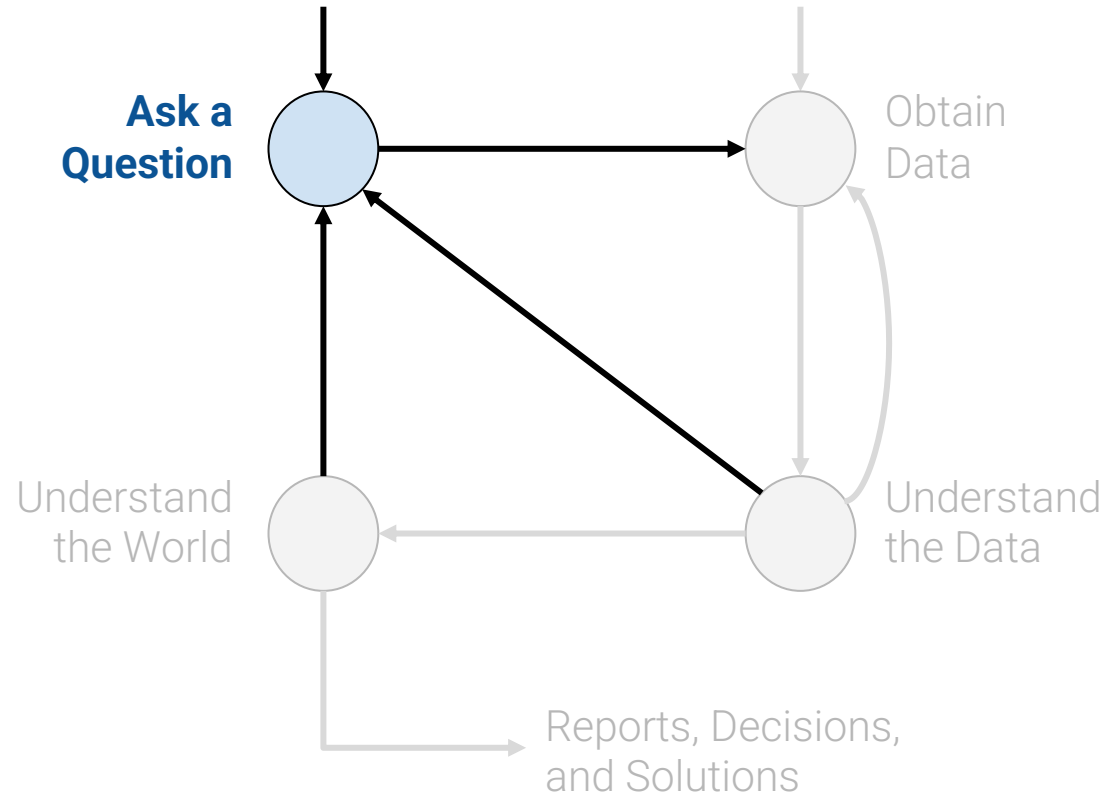 Ask a
Question
Obtain
Data
Understand
the World
Understand
the Data
Reports, Decisions,
and Solutions